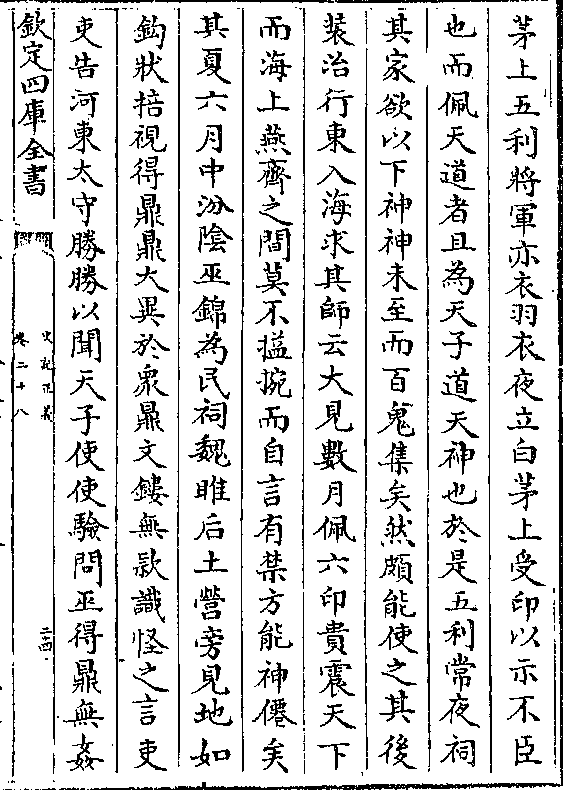 茅上五利將軍亦衣羽衣夜立白茅上受印以示不臣
也而佩天道者且為天子道天神也於是五利常夜祠
其家欲以下神神未至而百鬼集矣然頗能使之其後
裝治行東入海求其師云大見數月佩六印貴震天下
而海上燕齊之間莫不搤捥而自言有禁方能神僊矣
其夏六月中汾陰巫錦為民祠魏脽后土營旁見地如
鈎狀掊視得鼎鼎大異於衆鼎文鏤無款識怪之言吏
吏告河東太守勝勝以聞天子使使驗問巫得鼎無姦
欽定四庫全書
史記正義
卷二十八
二四